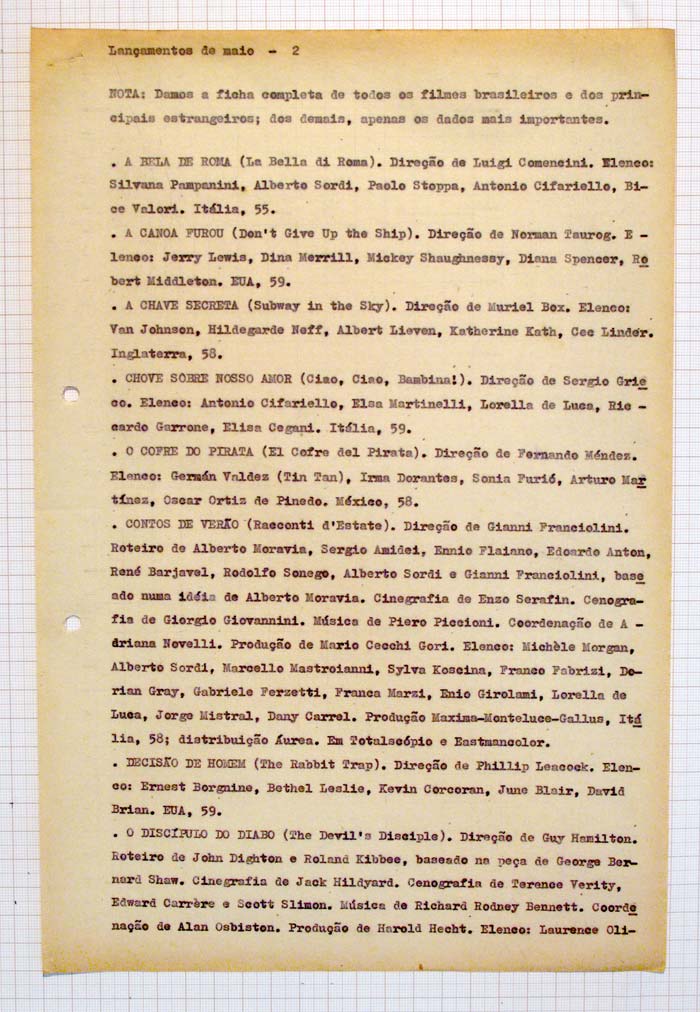 Lançamentos de maio - 2
NOTA: Damos a ficha completa de todos os filmes brasileiros e dos prin-
cipais estrangeiros; dos demais, apenas os dados mais importantes.
. A BELA DE ROMA (La Bella di Roma). Direção de Luigi Comencini. Elenco:
Silvana Pampanini, Alberto Sordi, Paolo Stoppa, Antonio Cifariello, Bi-
ce Valori. Itália, 55.
. A CANOA FUROU (Don't Give Up the Ship). Direção de Norman Taurog. E -
lenco: Jerry Lewis, Dina Merrill, Mickey Shaughnessy, Diana Spencer, Ro
bert Middleton. EUA, 59.
. A CHAVE SECRETA (Subway in the Sky). Direção de Muriel Box. Elenco:
Van Johnson, Hildegarde Neff, Albert Lieven, Katherine Kath, Cec Linder.
Inglaterra, 58.
. CHOVE SÔBRE NOSSO AMOR (Ciao, Ciao, Bambina!). Direção de Sergio Grie
co. Elenco: Antonio Cifariello, Elsa Martinelli, Lorella de Luca, Ric -
cardo Garrone, Elisa Cegani. Itália, 59.
. O COFRE DO PIRATA (El Cofre del Pirata). Direção de Fernando Méndez.
Elenco: Germán Valdez (Tin Tan), Irma Dorantes, Sonia Furió, Arturo Mar
tínez, Oscar Ortiz de Pinedo. México, 58.
. CONTOS DE VERÃO (Racconti d'Estate). Direção de Gianni Franciolini.
Roteiro de Alberto Moravia, Sergio Amidei, Ennio Flaiano, Edoardo Anton,
René Barjavel, Rodolfo Sonego, Alberto Sordi e Gianni Franciolini, base
ado numa idéia de Alberto Moravia. Cinegrafia de Enzo Serafin. Cenogra-
fia de Giorgio Giovannini. Música de Piero Piccioni. Coordenação de A -
driana Novelli. Produção de Mario Cecchi Gori. Elenco: Michèle Morgan,
Alberto Sordi, Marcello Mastroianni, Sylva Koscina, Franco Fabrizi, Do-
rian Gray, Gabriele Ferzetti, Franca Marzi, Enio Girolami, Lorella de
Luca, Jorge Mistral, Dany Carrel. Produção Maxima-Monteluce-Gallus, Itá
lia, 58; distribuição Áurea. Em Totalscópio e Eastmancolor.
. DECISÃO DE HOMEM (The Rabbit Trap). Direção de Phillip Leacock. Elen-
co: Ernest Borgnine, Bethel Leslie, Kevin Corcoran, June Blair, David
Brian. EUA, 59.
. O DISCÍPULO DO DIABO (The Devil's Disciple). Direção de Guy Hamilton.
Roteiro de John Dighton e Roland Kibbee, baseado na peça de George Ber-
nard Shaw. Cinegrafia de Jack Hildyard. Cenografia de Terence Verity,
Edward Carrère e Scott Slimon. Música de Richard Rodney Bennett. Coorde
nação de Alan Osbiston. Produção de Harold Hecht. Elenco: Laurence Oli-